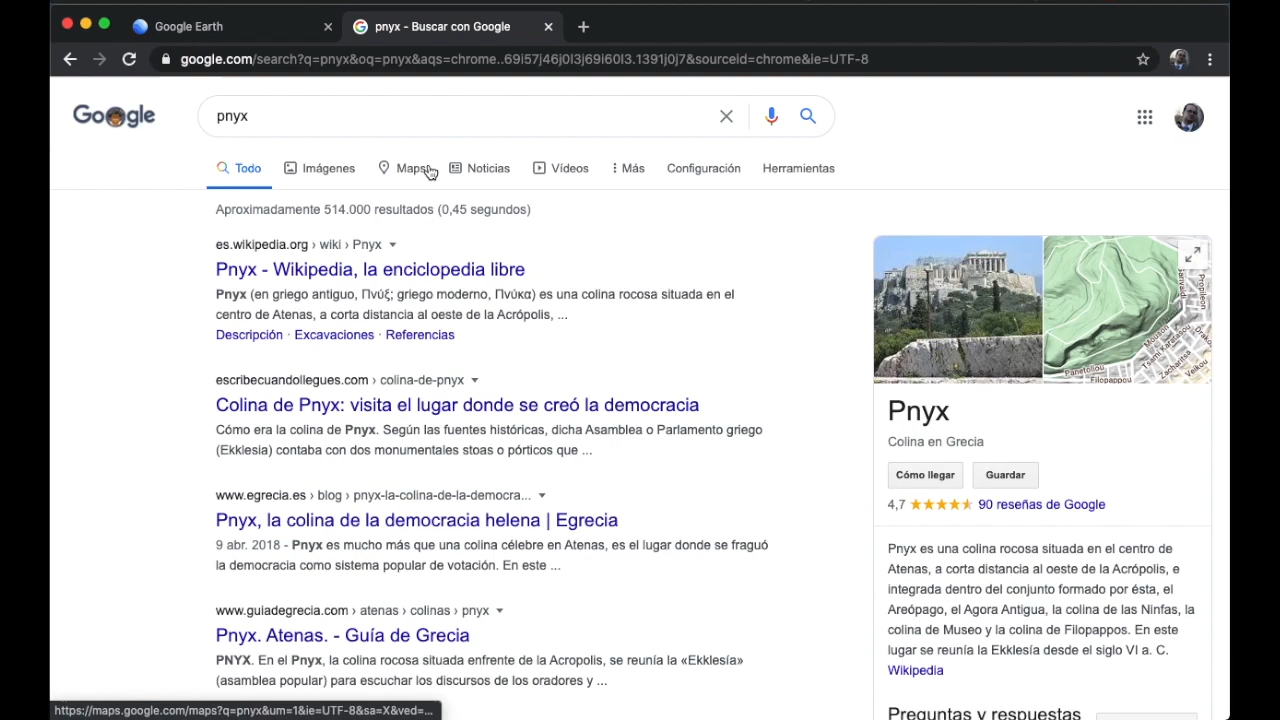 Google Earth
pnyx - Buscar con Google
google.com/search?q=pnyx&oq=pnyx&aqs=chrome..69i57j46j0l3j69i60l3.1391j0j7&sourceid=chrome&ie=UTF-8
Google
pnyx
Todo Imágenes Maps Noticias Vídeos Más Configuración Herramientas
Aproximadamente 514.000 resultados (0,45 segundos)
es.wikipedia.org › wiki › Pnyx
Pnyx - Wikipedia, la enciclopedia libre
Pnyx (en griego antiguo, Πνύξ; griego moderno, Πνύκα) es una colina rocosa situada en el
centro de Atenas, a corta distancia al oeste de la Acrópolis, ...
Descripción · Excavaciones · Referencias
escribecuandollegues.com › colina-de-pnyx
Colina de Pnyx: visita el lugar donde se creó la democracia
Cómo era la colina de Pnyx. Según las fuentes históricas, dicha Asamblea o Parlamento griego
(Ekklesia) contaba con dos monumentales stoas o pórticos que ...
www.egrecia.es › blog › pnyx-la-colina-de-la-democra...
Pnyx, la colina de la democracia helena | Egrecia
9 abr. 2018 - Pnyx es mucho más que una colina célebre en Atenas, es el lugar donde se fraguó
la democracia como sistema popular de votación. En este ...
www.guiadegrecia.com › atenas › colinas › pnyx
Pnyx. Atenas. - Guía de Grecia
PNYX. En el Pnyx, la colina rocosa situada enfrente de la Acropolis, se reunía la «Ekklesía»
(asamblea popular) para escuchar los discursos de los oradores y ...
https://maps.google.com/maps?q=pnyx&um=1&ie=UTF-8&sa=X&ved=...
Propileon
Mouson
Tsami Karatasou
Zacharitsa
Veikou
Panetoliou
Filopappou
Pnyx
Colina en Grecia
Cómo llegar Guardar
4,7 90 reseñas de Google
Pnyx es una colina rocosa situada en el centro de
Atenas, a corta distancia al oeste de la Acrópolis, e
integrada dentro del conjunto formado por ésta, el
Areópago, el Agora Antigua, la colina de las Ninfas, la
colina de Museo y la colina de Filopappos. En este
lugar se reunía la Ekklesía desde el siglo VI a. C.
Wikipedia
Preguntas y respuestas